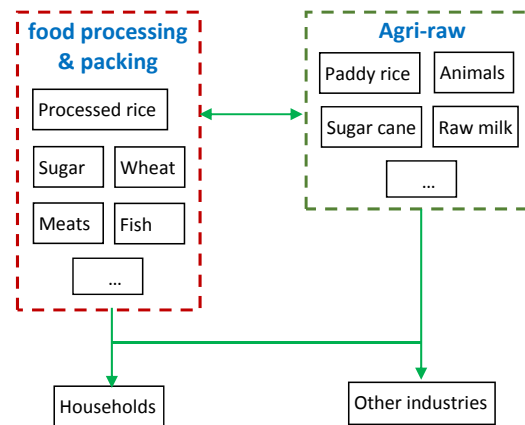 food processing
& packing
Processed rice
Sugar
Wheat
Meats
Fish
...
Agri-raw
Paddy rice
Animals
Sugar cane
Raw milk
...
Households
Other industries